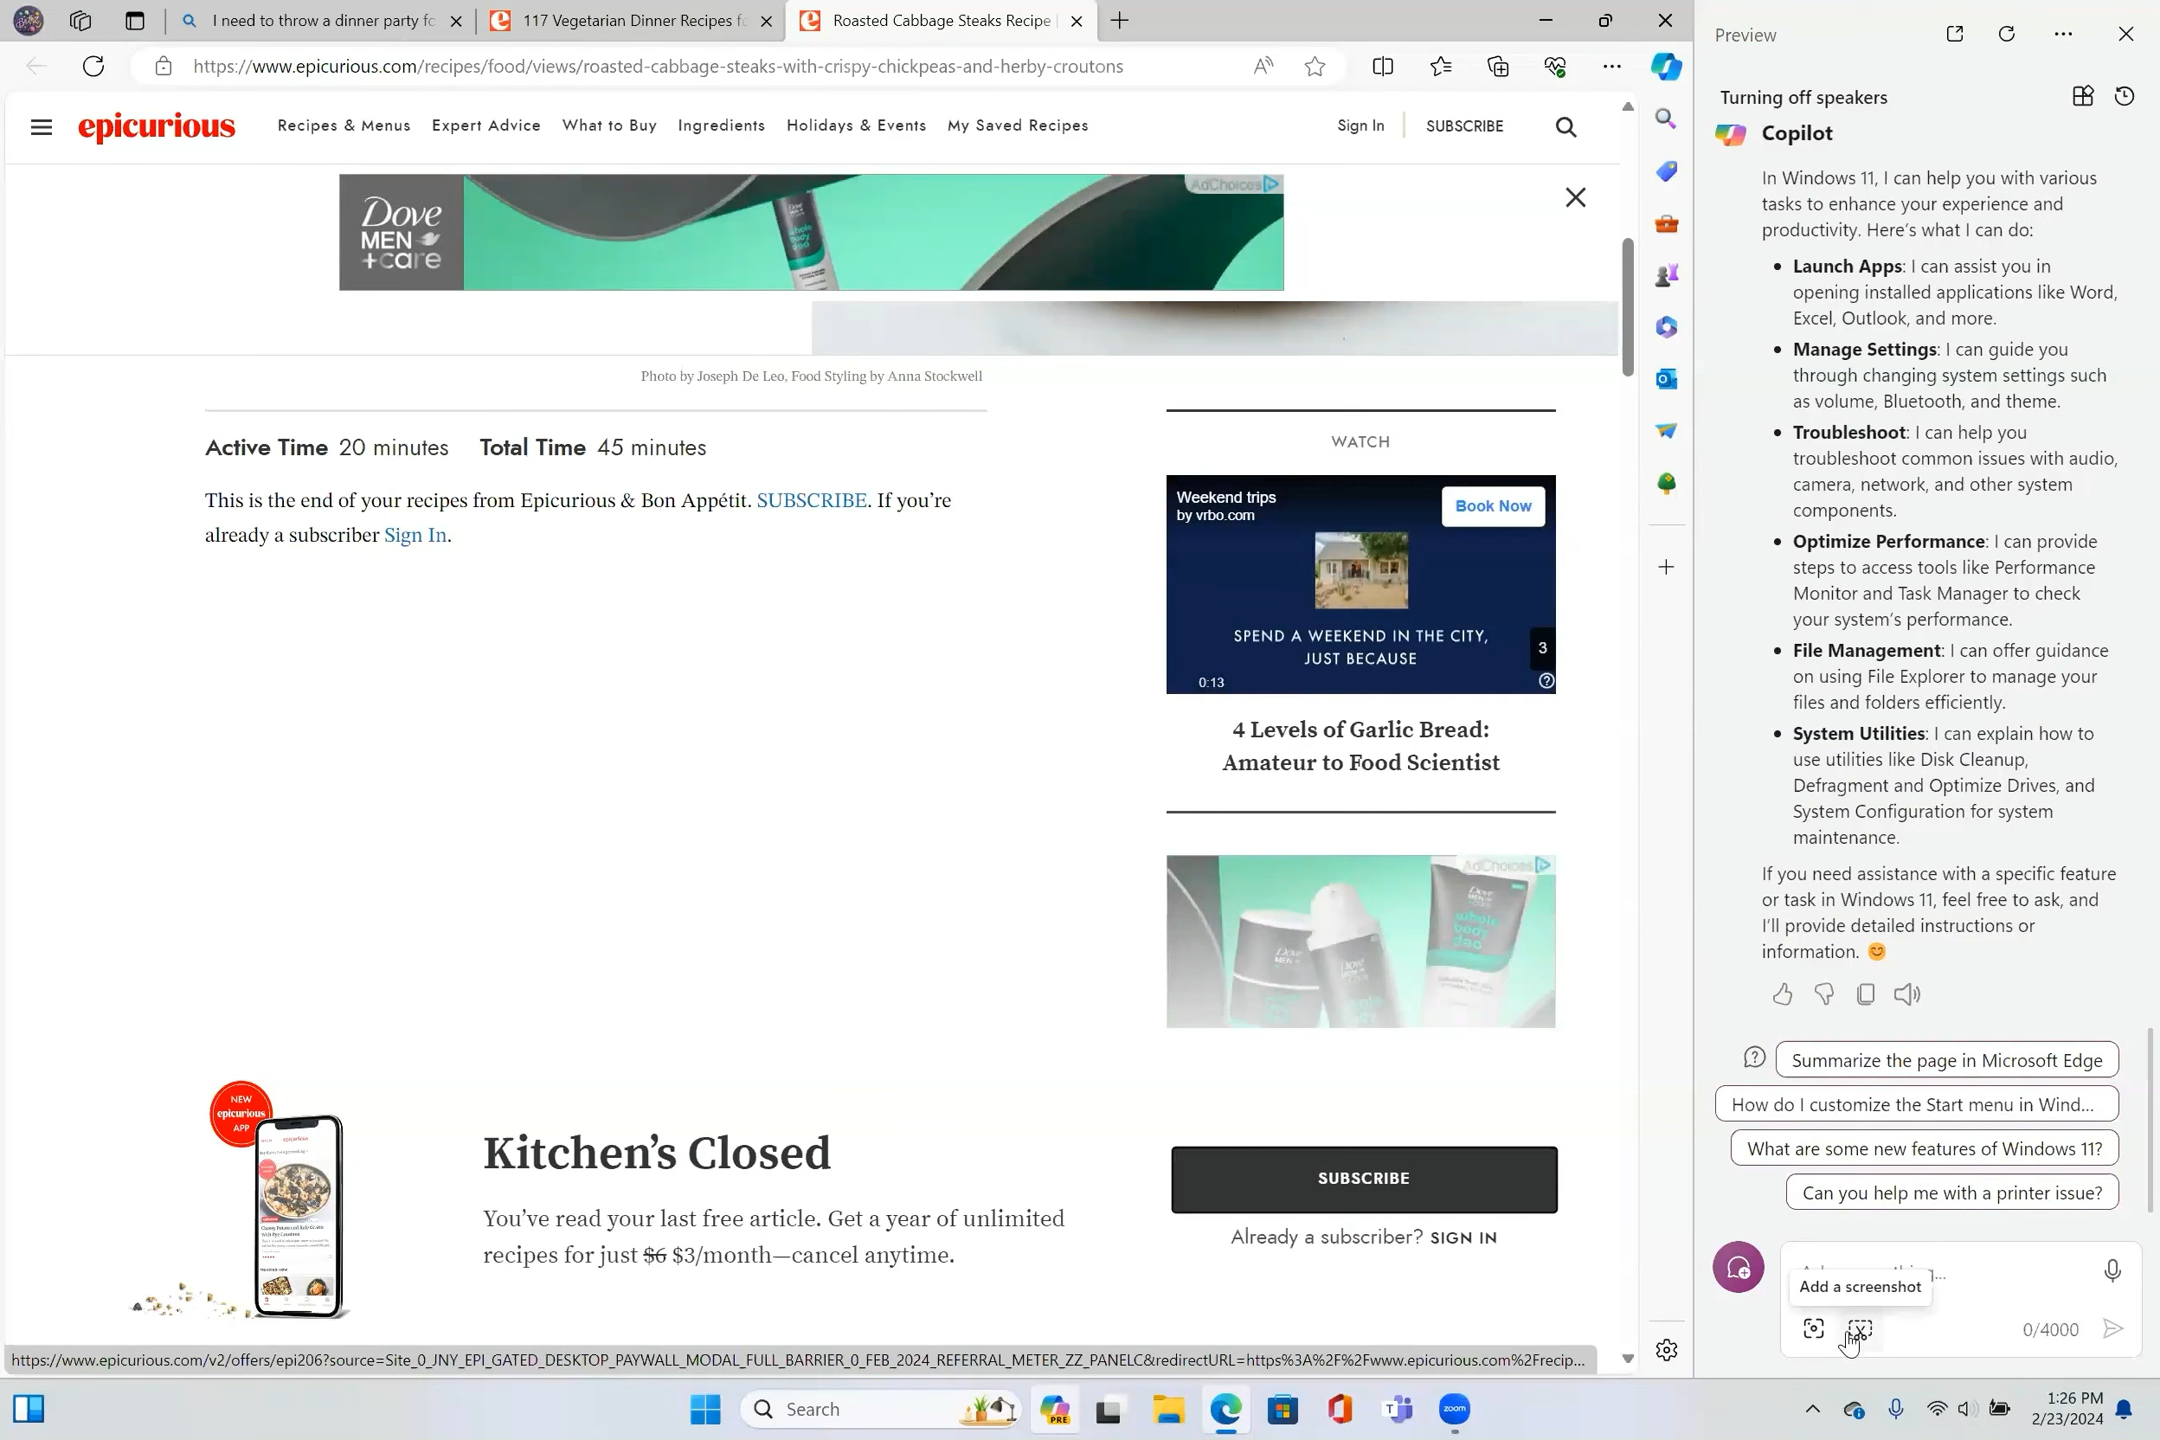 I need to throw a dinner party fo
117 Vegetarian Dinner Recipes fo
Roasted Cabbage Steaks Recipe |
https://www.epicurious.com/recipes/food/views/roasted-cabbage-steaks-with-crispy-chickpeas-and-herby-croutons
epicurious
Recipes & Menus
Expert Advice
What to Buy
Ingredients
Holidays & Events
My Saved Recipes
Sign In
SUBSCRIBE
AdChoices
Dove
MEN
+care
whole
body
deo
Photo by Joseph De Leo, Food Styling by Anna Stockwell
Active Time 20 minutes Total Time 45 minutes
This is the end of your recipes from Epicurious & Bon Appétit. SUBSCRIBE. If you're
already a subscriber Sign In.
WATCH
Weekend trips
by vrbo.com
Book Now
SPEND A WEEKEND IN THE CITY,
JUST BECAUSE
3
0:13
4 Levels of Garlic Bread:
Amateur to Food Scientist
AdChoices
Dove
MEN
whole
body
deo
NEW
epicurious
APP
Kitchen's Closed
You've read your last free article. Get a year of unlimited
recipes for just $6 $3/month—cancel anytime.
SUBSCRIBE
Already a subscriber? SIGN IN
https://www.epicurious.com/v2/offers/epi206?source=Site_0_JNY_EPI_GATED_DESKTOP_PAYWALL_MODAL_FULL_BARRIER_0_FEB_2024_REFERRAL_METER_ZZ_PANELC&redirectURL=https%3A%2F%2Fwww.epicurious.com%2Frecip...
Preview
Turning off speakers
Copilot
In Windows 11, I can help you with various
tasks to enhance your experience and
productivity. Here's what I can do:
• Launch Apps: I can assist you in
opening installed applications like Word,
Excel, Outlook, and more.
• Manage Settings: I can guide you
through changing system settings such
as volume, Bluetooth, and theme.
• Troubleshoot: I can help you
troubleshoot common issues with audio,
camera, network, and other system
components.
• Optimize Performance: I can provide
steps to access tools like Performance
Monitor and Task Manager to check
your system's performance.
• File Management: I can offer guidance
on using File Explorer to manage your
files and folders efficiently.
• System Utilities: I can explain how to
use utilities like Disk Cleanup,
Defragment and Optimize Drives, and
System Configuration for system
maintenance.
If you need assistance with a specific feature
or task in Windows 11, feel free to ask, and
I'll provide detailed instructions or
information. 😊
Summarize the page in Microsoft Edge
How do I customize the Start menu in Wind...
What are some new features of Windows 11?
Can you help me with a printer issue?
Add a screenshot
0/4000
Search
PRE
zoom
1:26 PM
2/23/2024